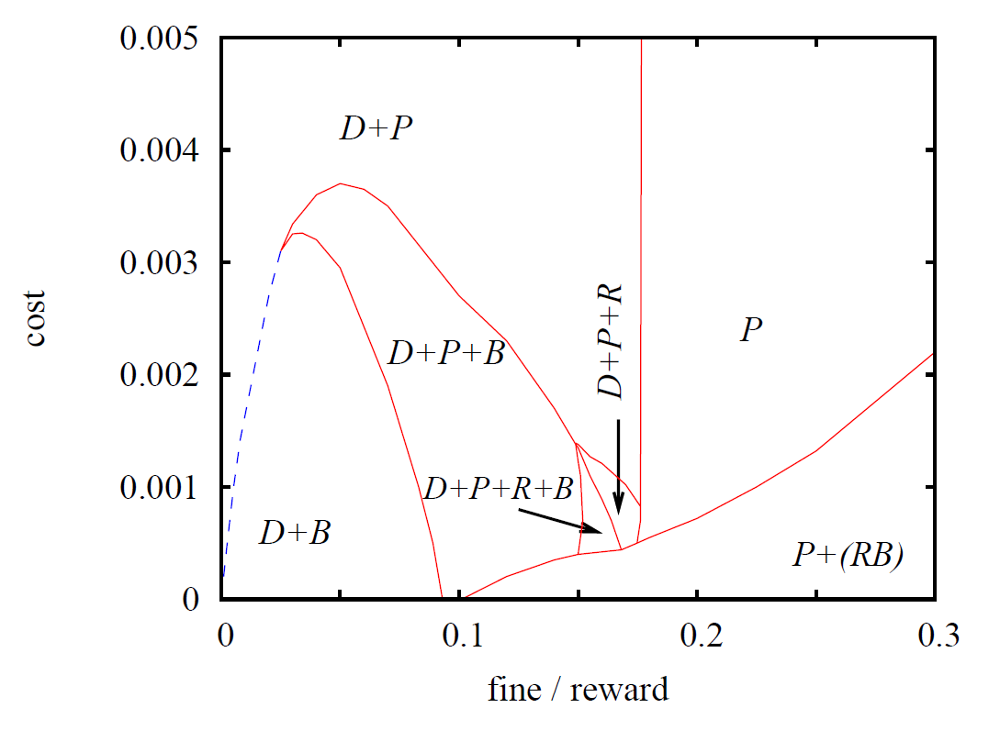 0.005
D+P
0.004
0.003
cost
D+P+R
P
D+P+B
0.002
D+P+R+B
0.001
D+B
P+(RB)
0
0
0.1
0.2
0.3
fine / reward